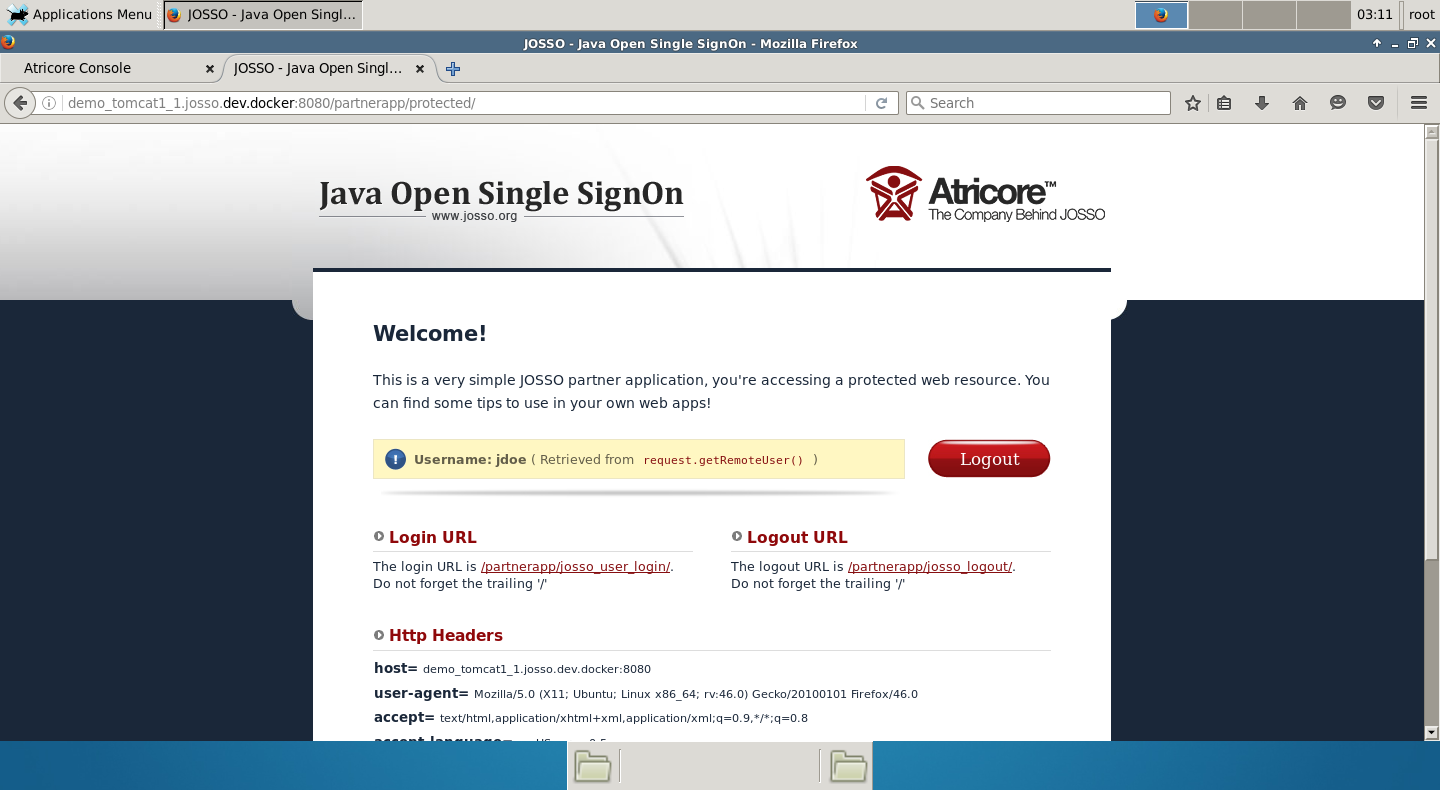 Applications Menu
JOSSO - Java Open Singl...
03:11
root
JOSSO - Java Open Single SignOn - Mozilla Firefox
Atricore Console
JOSSO - Java Open Singl...
demo_tomcat1_1.josso.dev.docker:8080/partnerapp/protected/
Search
Java Open Single SignOn
www.josso.org
Atricore™
The Company Behind JOSSO
Welcome!
This is a very simple JOSSO partner application, you're accessing a protected web resource. You
can find some tips to use in your own web apps!
! Username: jdoe ( Retrieved from request.getRemoteUser() )
Logout
Login URL
The login URL is /partnerapp/josso_user_login/.
Do not forget the trailing '/'
Logout URL
The logout URL is /partnerapp/josso_logout/.
Do not forget the trailing '/'
Http Headers
host= demo_tomcat1_1.josso.dev.docker:8080
user-agent= Mozilla/5.0 (X11; Ubuntu; Linux x86_64; rv:46.0) Gecko/20100101 Firefox/46.0
accept= text/html,application/xhtml+xml,application/xml;q=0.9,*/*;q=0.8
accept-language=